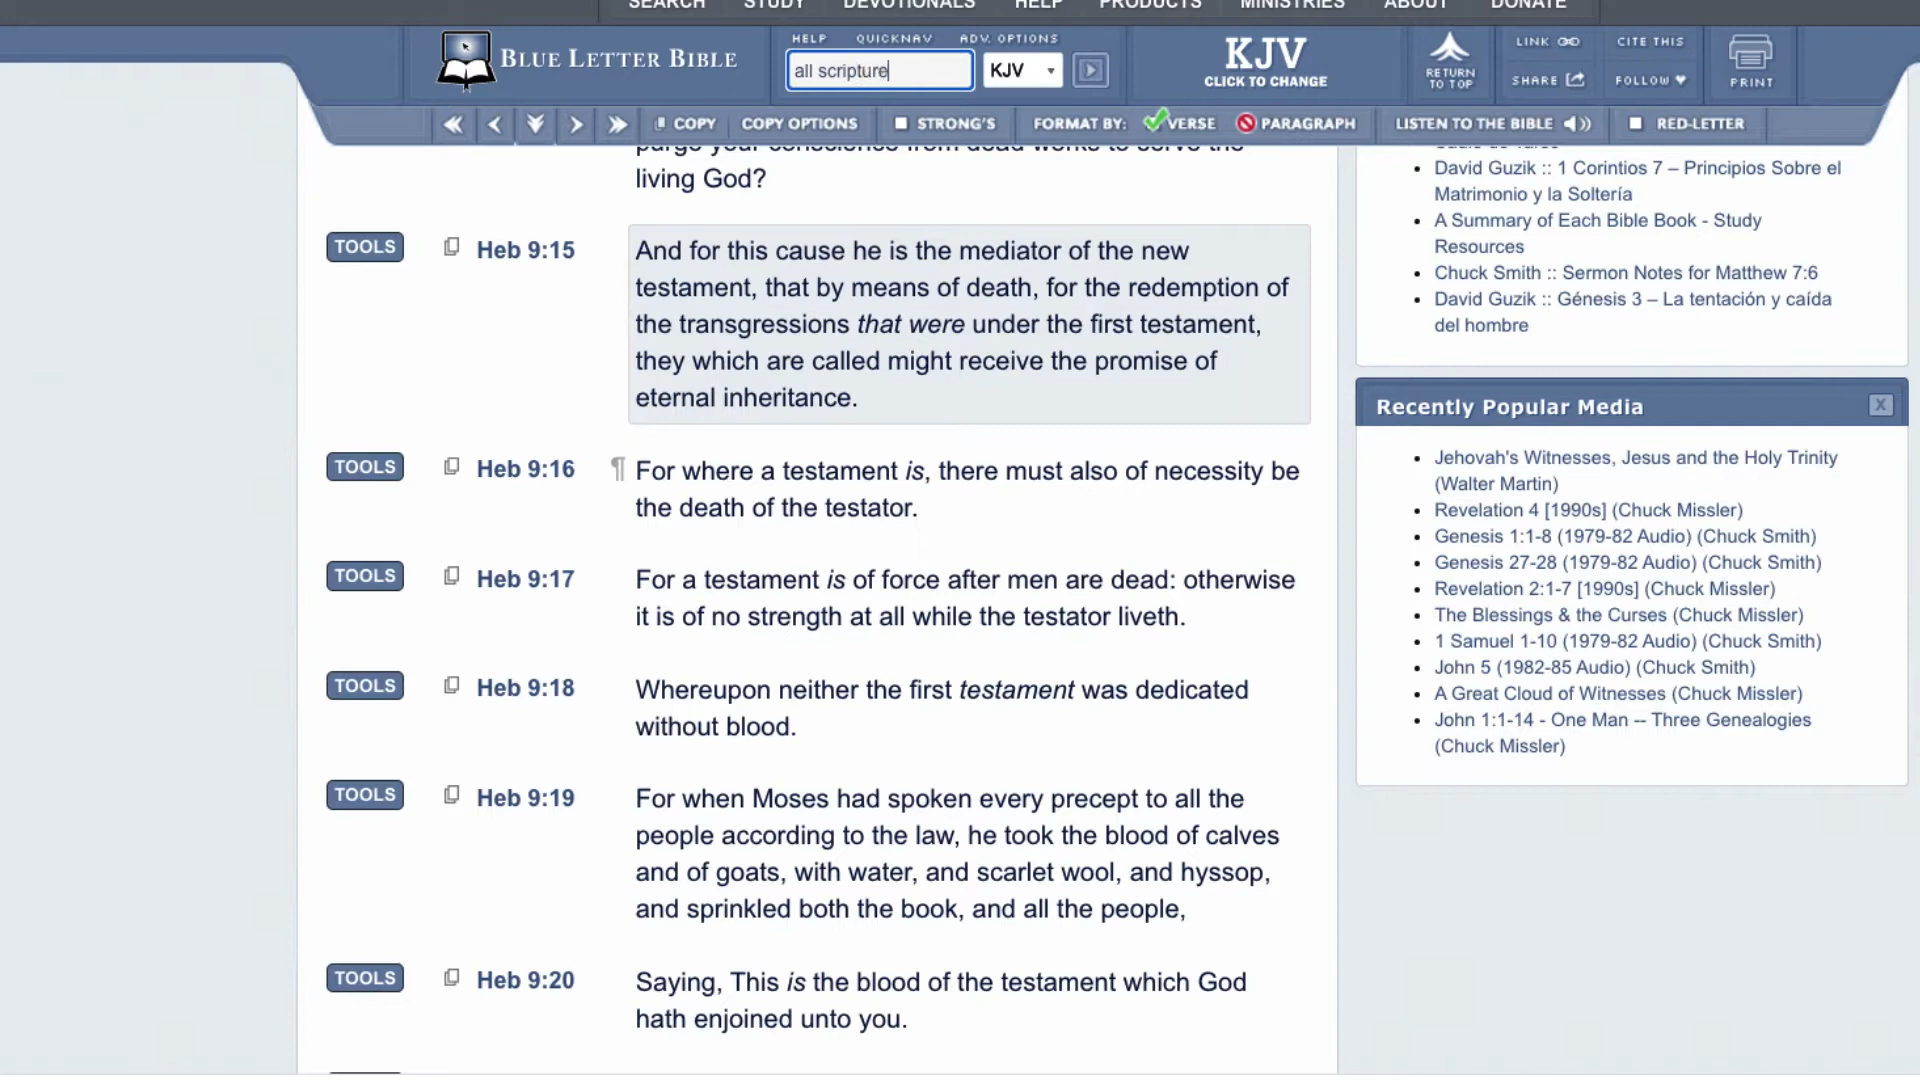 SEARCH STUDY DEVOTIONALS HELP PRODUCTS MINISTRIES ABOUT DONATE
BLUE LETTER BIBLE
HELP QUICKNAV ADV. OPTIONS
all scripture KJV
KJV
CLICK TO CHANGE
RETURN
TO TOP
LINK
SHARE
CITE THIS
FOLLOW
PRINT
COPY COPY OPTIONS STRONG'S FORMAT BY: VERSE PARAGRAPH LISTEN TO THE BIBLE RED-LETTER
purge your conscience from dead works to serve the
living God?
TOOLS Heb 9:15 And for this cause he is the mediator of the new
testament, that by means of death, for the redemption of
the transgressions that were under the first testament,
they which are called might receive the promise of
eternal inheritance.
TOOLS Heb 9:16 ¶ For where a testament is, there must also of necessity be
the death of the testator.
TOOLS Heb 9:17 For a testament is of force after men are dead: otherwise
it is of no strength at all while the testator liveth.
TOOLS Heb 9:18 Whereupon neither the first testament was dedicated
without blood.
TOOLS Heb 9:19 For when Moses had spoken every precept to all the
people according to the law, he took the blood of calves
and of goats, with water, and scarlet wool, and hyssop,
and sprinkled both the book, and all the people,
TOOLS Heb 9:20 Saying, This is the blood of the testament which God
hath enjoined unto you.
David Guzik :: 1 Corintios 7 – Principios Sobre el
Matrimonio y la Soltería
A Summary of Each Bible Book - Study
Resources
Chuck Smith :: Sermon Notes for Matthew 7:6
David Guzik :: Génesis 3 – La tentación y caída
del hombre
Recently Popular Media X
Jehovah's Witnesses, Jesus and the Holy Trinity
(Walter Martin)
Revelation 4 [1990s] (Chuck Missler)
Genesis 1:1-8 (1979-82 Audio) (Chuck Smith)
Genesis 27-28 (1979-82 Audio) (Chuck Smith)
Revelation 2:1-7 [1990s] (Chuck Missler)
The Blessings & the Curses (Chuck Missler)
1 Samuel 1-10 (1979-82 Audio) (Chuck Smith)
John 5 (1982-85 Audio) (Chuck Smith)
A Great Cloud of Witnesses (Chuck Missler)
John 1:1-14 - One Man -- Three Genealogies
(Chuck Missler)